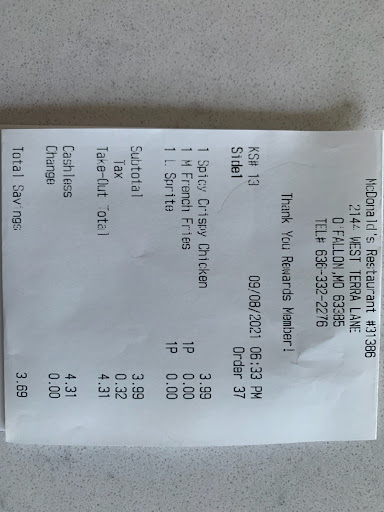 McDonald's Restaurant #31386
2144 WEST TERRA LANE
O'FALLON,MO 63385
TEL# 636-332-2276
Thank You Rewards Member!
KS# 13 09/08/2021 06:33 PM
Side1 Order 37
1 Spicy Crispy Chicken 3.99
1 M French Fries 1P 0.00
1 L Sprite 1P 0.00
Subtotal 3.99
Tax 0.32
Take-Out Total 4.31
Cashless 4.31
Change 0.00
Total Savings 3.69